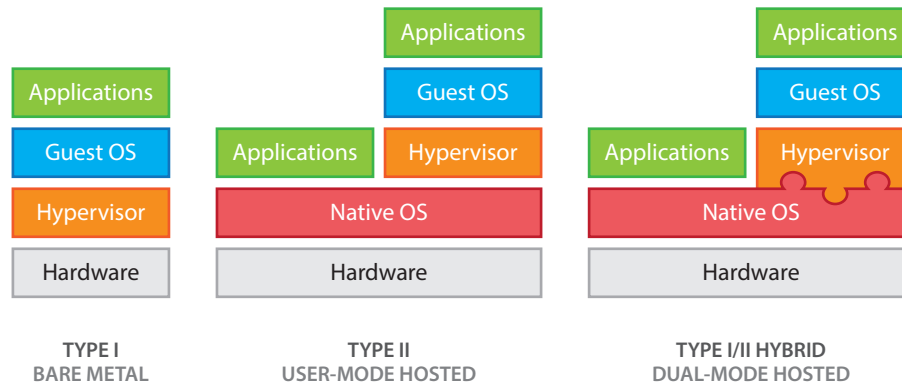 Applications
Guest OS
Hypervisor
Hardware
TYPE I
BARE METAL
Applications
Guest OS
Applications
Hypervisor
Native OS
Hardware
TYPE II
USER-MODE HOSTED
Applications
Guest OS
Applications
Hypervisor
Native OS
Hardware
TYPE I/II HYBRID
DUAL-MODE HOSTED